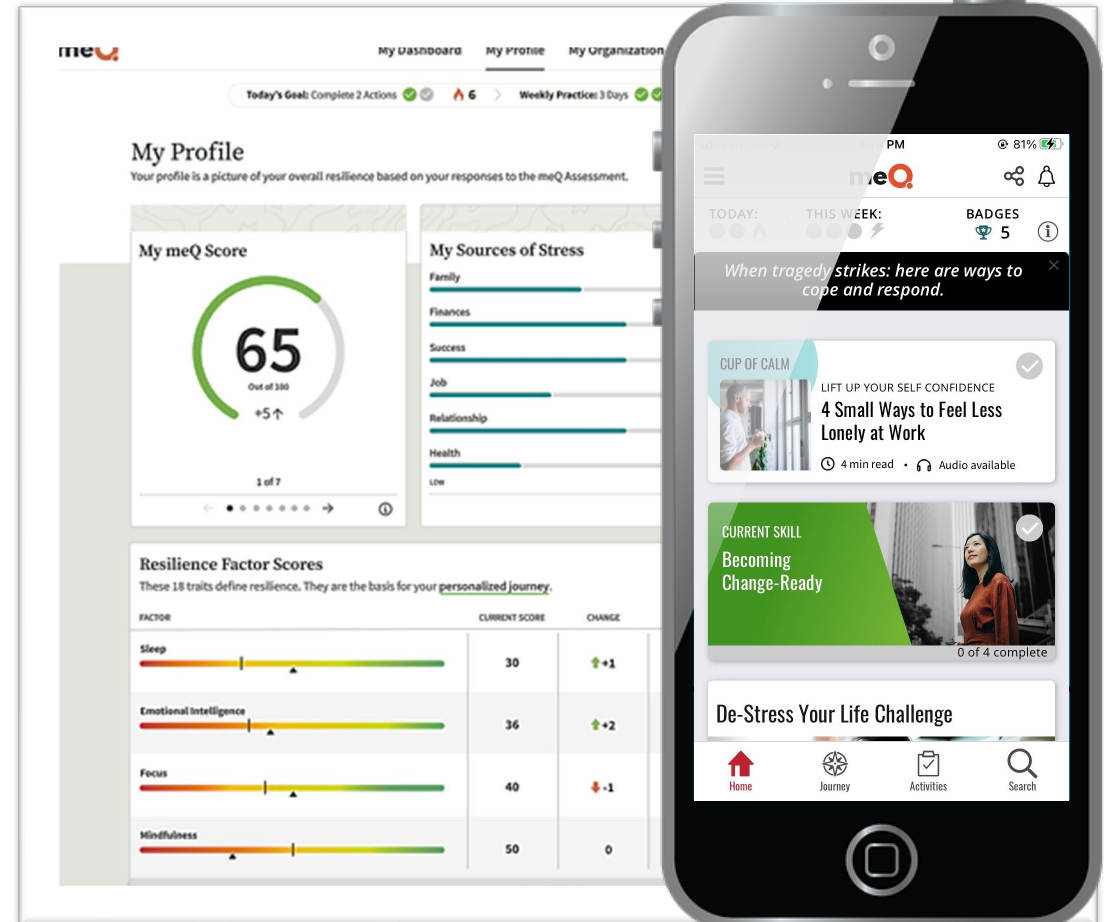 meQ
My Dashboard My Profile My Organization
Today's Goal: Complete 2 Actions 6 Weekly Practice: 3 Days
My Profile
Your profile is a picture of your overall resilience based on your responses to the meQ Assessment.
My meQ Score
65
Out of 100
+5
1 of 7
My Sources of Stress
Family
Finances
Success
Job
Relationship
Health
LOW
Resilience Factor Scores
These 18 traits define resilience. They are the basis for your personalized journey.
FACTOR CURRENT SCORE CHANGE
Sleep 30 +1
Emotional Intelligence 36 +2
Focus 40 -1
Mindfulness 50 0
PM 81%
meQ
TODAY: THIS WEEK: BADGES
5
When tragedy strikes: here are ways to
cope and respond.
CUP OF CALM
LIFT UP YOUR SELF CONFIDENCE
4 Small Ways to Feel Less
Lonely at Work
4 min read • Audio available
CURRENT SKILL
Becoming
Change-Ready
0 of 4 complete
De-Stress Your Life Challenge
Home Journey Activities Search